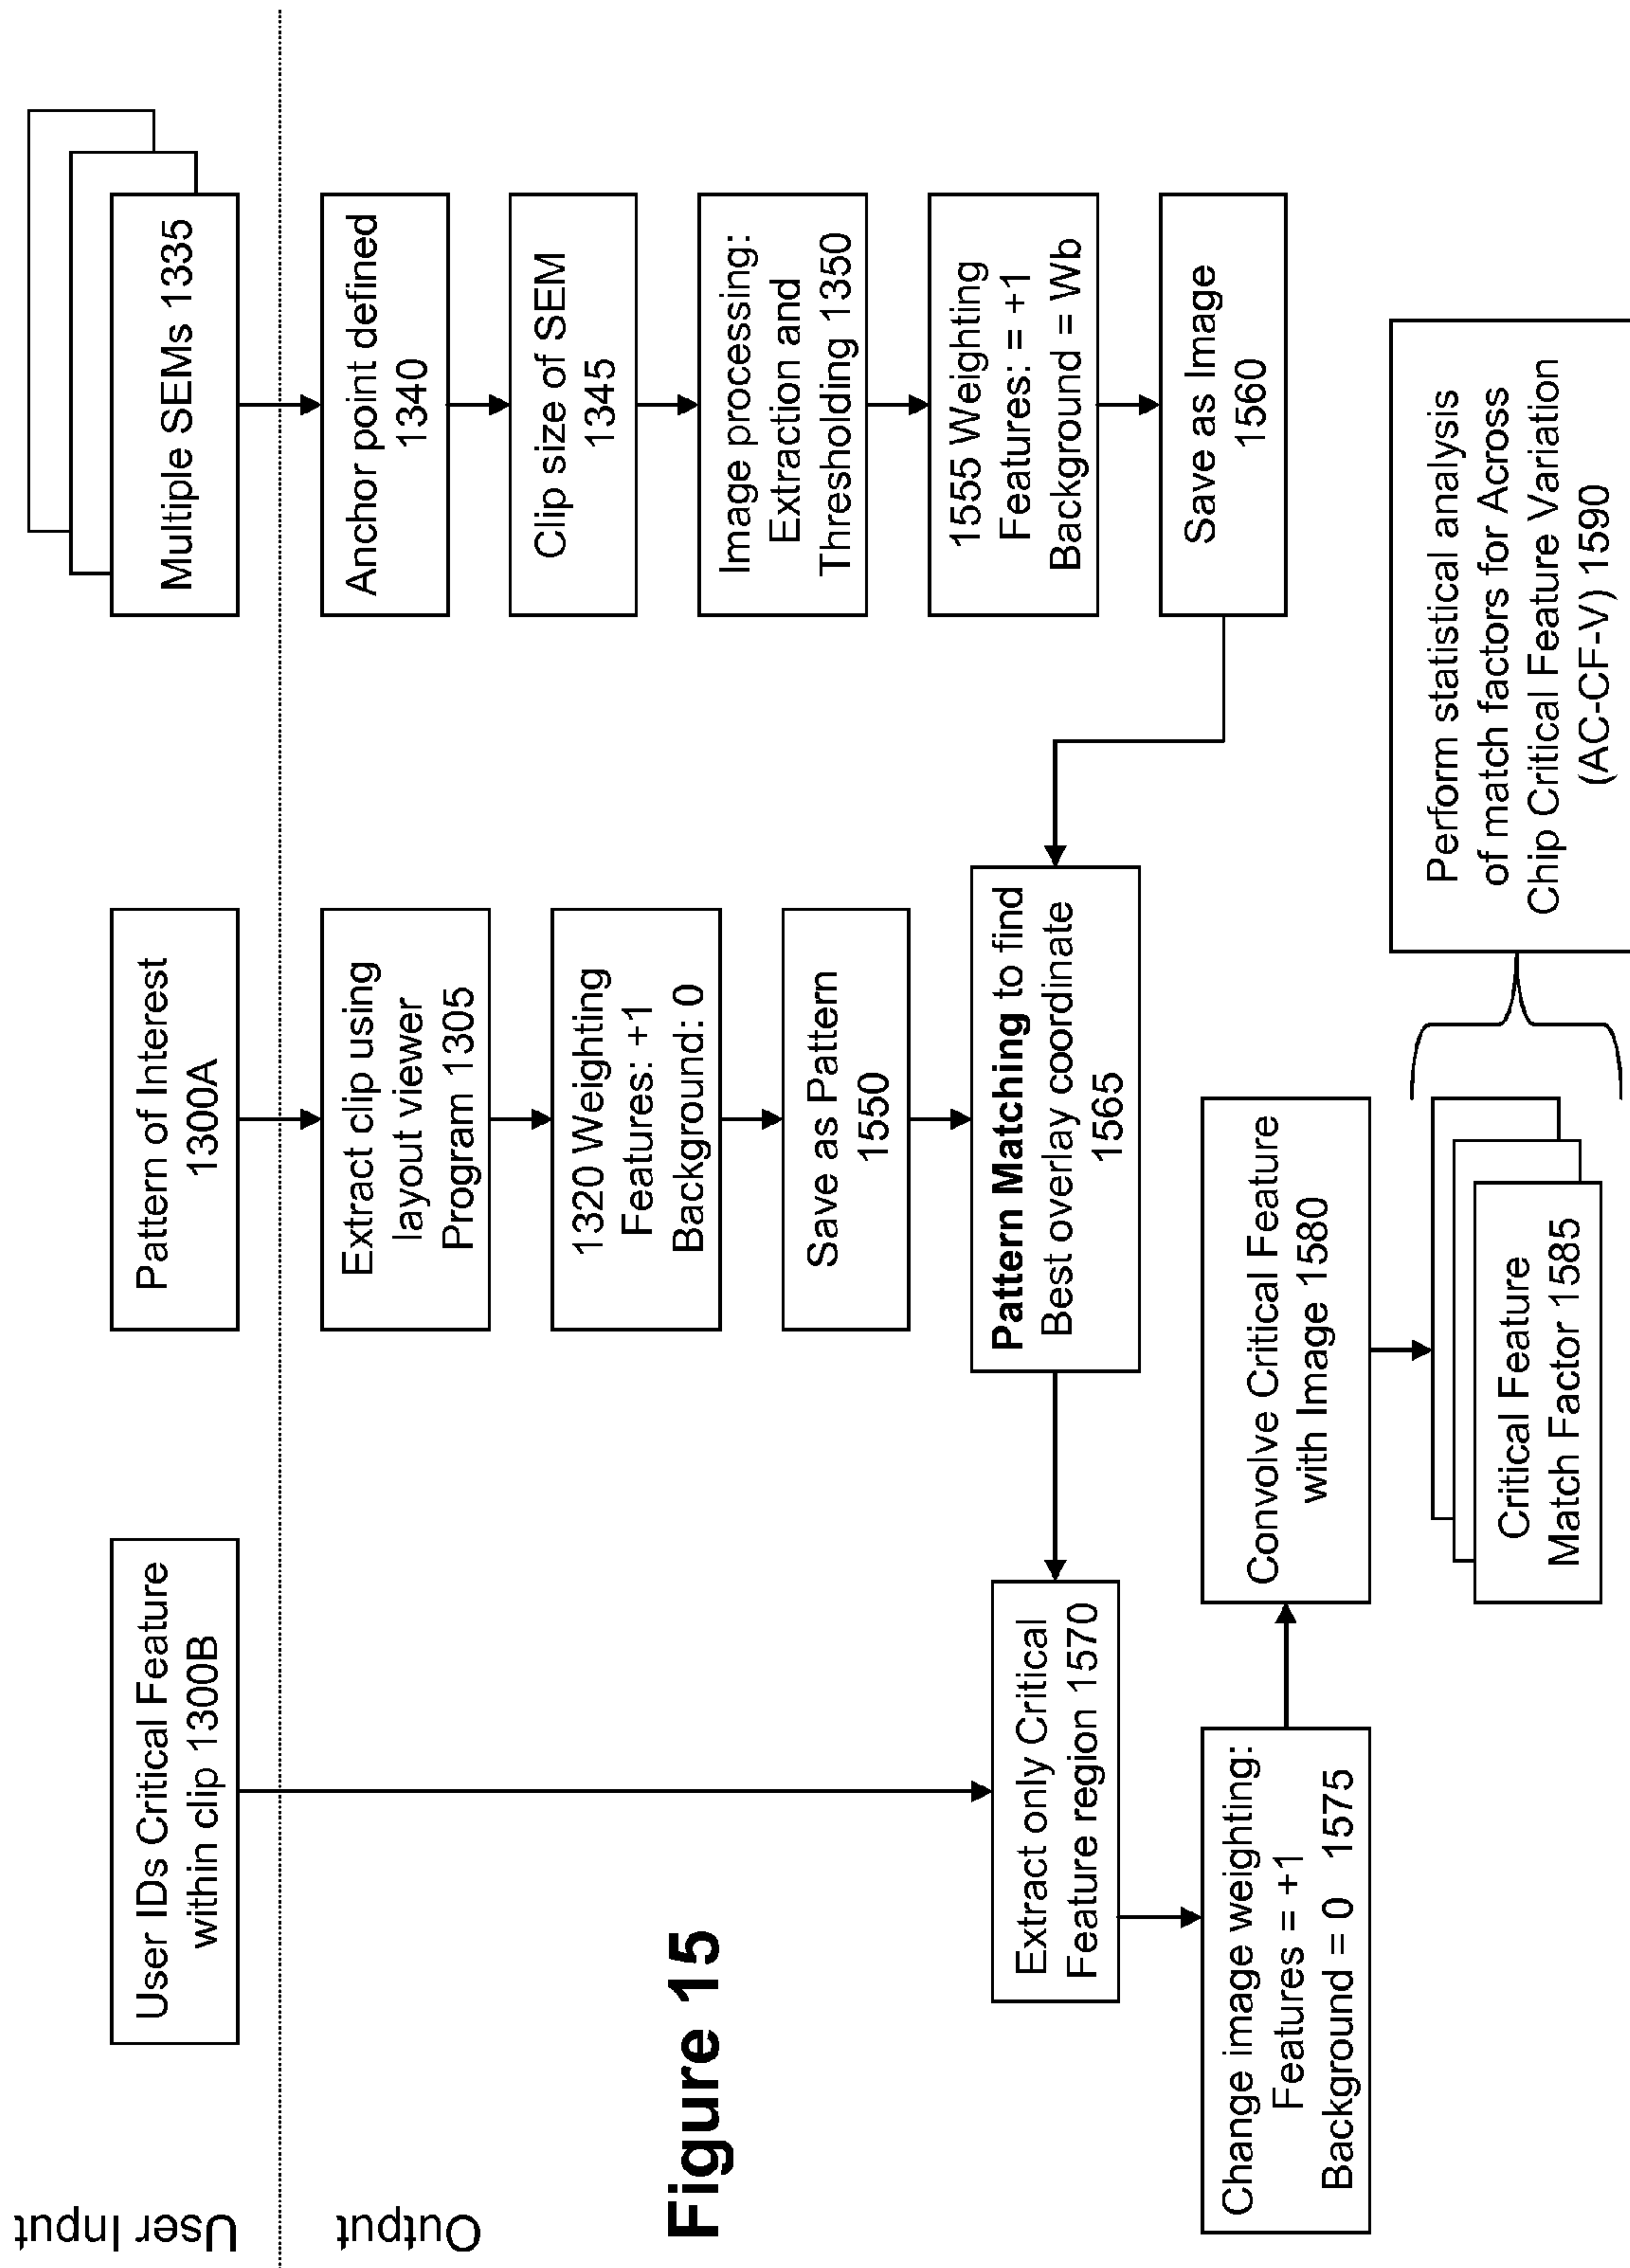 User Input
User IDs Critical Feature
within clip 1300B
Pattern of Interest
1300A
Multiple SEMs 1335
Output
Extract clip using
layout viewer
Program 1305
1320 Weighting
Features: +1
Background: 0
Save as Pattern
1550
Anchor point defined
1340
Clip size of SEM
1345
Image processing:
Extraction and
Thresholding 1350
1555 Weighting
Features: = +1
Background = Wb
Save as Image
1560
Figure 15
Pattern Matching to find
Best overlay coordinate
1565
Extract only Critical
Feature region 1570
Change image weighting:
Features = +1
Background = 0 1575
Convolve Critical Feature
with Image 1580
Critical Feature
Match Factor 1585
Perform statistical analysis
of match factors for Across
Chip Critical Feature Variation
(AC-CF-V) 1590